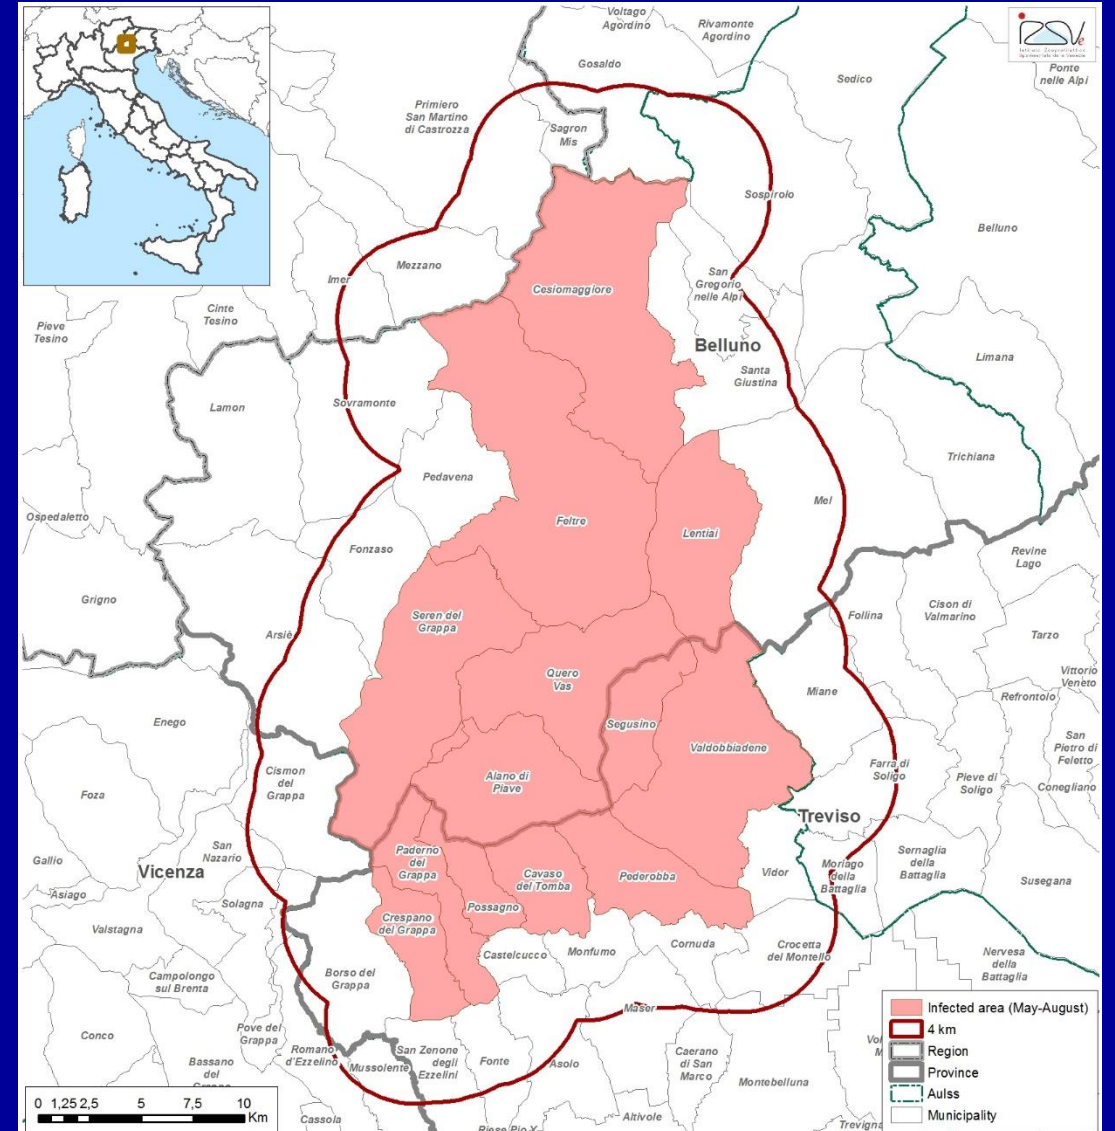 Voltago
Agordino
Rivamonte
Agordino
Gosaldo
Sedico
Ponte
nelle Alpi
Primiero
San Martino
di Castrozza
Sagron
Mis
Sospirolo
Belluno
Imer
Mezzano
Cesiomaggiore
San
Gregorio
nelle Alpi
Cinte
Tesino
Pieve
Tesino
Belluno
Limana
Santa
Giustina
Lamon
Sovramonte
Trichiana
Pedavena
Mel
Ospedaletto
Feltre
Lentiai
Fonzaso
Revine
Lago
Grigno
Seren del
Grappa
Follina
Cison di
Valmarino
Arsiè
Tarzo
Quero
Vas
Vittorio
Veneto
Miane
Refrontolo
Enego
Segusino
Valdobbiadene
San
Pietro di
Feletto
Cismon
del
Grappa
Farra di
Soligo
Alano di
Piave
Pieve di
Soligo
Conegliano
Foza
Treviso
San
Nazario
Paderno
del
Grappa
Sernaglia
della
Battaglia
Gallio
Vicenza
Cavaso
del Tomba
Pederobba
Vidor
Moriago
della
Battaglia
Susegana
Asiago
Solagna
Possagno
Crespano
del Grappa
Valstagna
Castelcucco
Monfumo
Cornuda
Crocetta
del Montello
Nervesa
della
Battaglia
Campolongo
sul Brenta
Borso del
Grappa
Maser
Conco
Pove del
Grappa
Romano
d'Ezzelino
Mussolente
San Zenone
degli
Ezzelini
Fonte
Asolo
Caerano
di San
Marco
Montebelluna
Bassano
del
Cassola
Altivole
IZSVe
Infected area (May-August)
4 km
Region
Province
Aulss
Municipality
0 1,25 2,5 5 7,5 10
Km